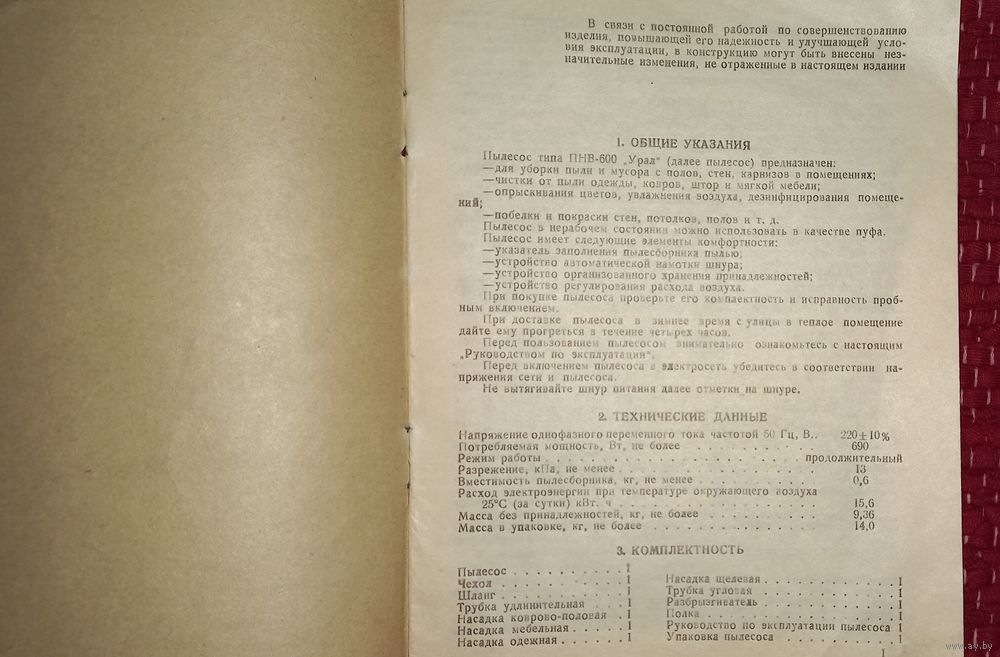 В связи с постоянной работой по совершенствованию
изделия, повышающей его надежность и улучшающей усло-
вия эксплуатации, в конструкцию могут быть внесены нез-
начительные изменения, не отраженные в настоящем издании
1. ОБЩИЕ УКАЗАНИЯ
Пылесос типа ПНВ-600 „Урал" (далее пылесос) предназначен:
—для уборки пыли и мусора с полов, стен, карнизов в помещениях;
—чистки от пыли одежды, ковров, штор и мягкой мебели;
—опрыскивания цветов, увлажнения воздуха, дезинфицирования помеще-
ний;
—побелки и покраски стен, потолков, полов и т. д.
Пылесос в нерабочем состоянии можно использовать в качестве пуфа.
Пылесос имеет следующие элементы комфортности:
—указатель заполнения пылесборника пылью;
—устройство автоматической намотки шнура;
—устройство организованного хранения принадлежностей;
—устройство регулирования расхода воздуха.
При покупке пылесоса проверьте его комплектность и исправность проб-
ным включением.
При доставке пылесоса в зимнее время с улицы в теплое помещение
дайте ему прогреться в течение четырех часов.
Перед пользованием пылесосом внимательно ознакомьтесь с настоящим
„Руководством по эксплуатации".
Перед включением пылесоса в электросеть убедитесь в соответствии на-
пряжения сети и пылесоса.
Не вытягивайте шнур питания далее отметки на шнуре.
2. ТЕХНИЧЕСКИЕ ДАННЫЕ
Напряжение однофазного переменного тока частотой 50 Гц, В.. 220±10%
Потребляемая мощность, Вт, не более . . . . . . . . . . 690
Режим работы . . . . . . . . . . . . . . . . . . . . продолжительный
Разрежение, кПа, не менее . . . . . . . . . . . . . . . 13
Вместимость пылесборника, кг, не менее . . . . . . . . . 0,6
Расход электроэнергии при температуре окружающего воздуха
25°С (за сутки) кВт. ч . . . . . . . . . . . . . . . 15,6
Масса без принадлежностей, кг, не более . . . . . . . . . 9,36
Масса в упаковке, кг, не более . . . . . . . . . . . . . 14,0
3. КОМПЛЕКТНОСТЬ
Пылесос . . . . . . . . . . 1
Чехол . . . . . . . . . . . 1
Шланг . . . . . . . . . . . 1
Трубка удлинительная . . . 1
Насадка коврово-половая . . 1
Насадка мебельная . . . . . 1
Насадка одежная . . . . . . 1
Насадка щелевая . . . . . . . . . . . . 1
Трубка угловая . . . . . . . . . . . . 1
Разбрызгиватель . . . . . . . . . . . . 1
Полка . . . . . . . . . . . . . . . . . 1
Руководство по эксплуатации пылесоса 1
Упаковка пылесоса . . . . . . . . . . . 1
1
www.ay.by